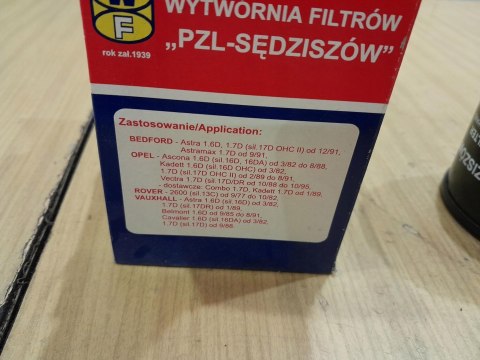 W
F
rok zał.1939
WYTWÓRNIA FILTRÓW
„PZL-SĘDZISZÓW”
Zastosowanie/Application:
BEDFORD - Astra 1.6D, 1.7D (sil.17D OHC II) od 12/91,
Astramax 1.7D od 9/91,
OPEL - Ascona 1.6D (sil.16D, 16DA) od 3/82 do 8/88,
Kadett 1.6D (sil.16D OHC) od 3/82,
1.7D (sil.17D OHC II) od 2/89 do 8/91,
Vectra 1.7D (sil.17D/DR od 10/88 do 10/95,
- dostawcze: Combo 1.7D, Kadett 1.7D od 1/89,
ROVER - 2600 (sil.13C) od 9/77 do 10/82,
VAUXHALL - Astra 1.6D (sil.16D) od 3/82,
1.7D (sil.17DR) od 1/89,
Belmont 1.6D od 9/85 do 8/91,
Cavalier 1.6D (sil.16DA) od 3/82,
1.7D (sil.17D) od 9/88